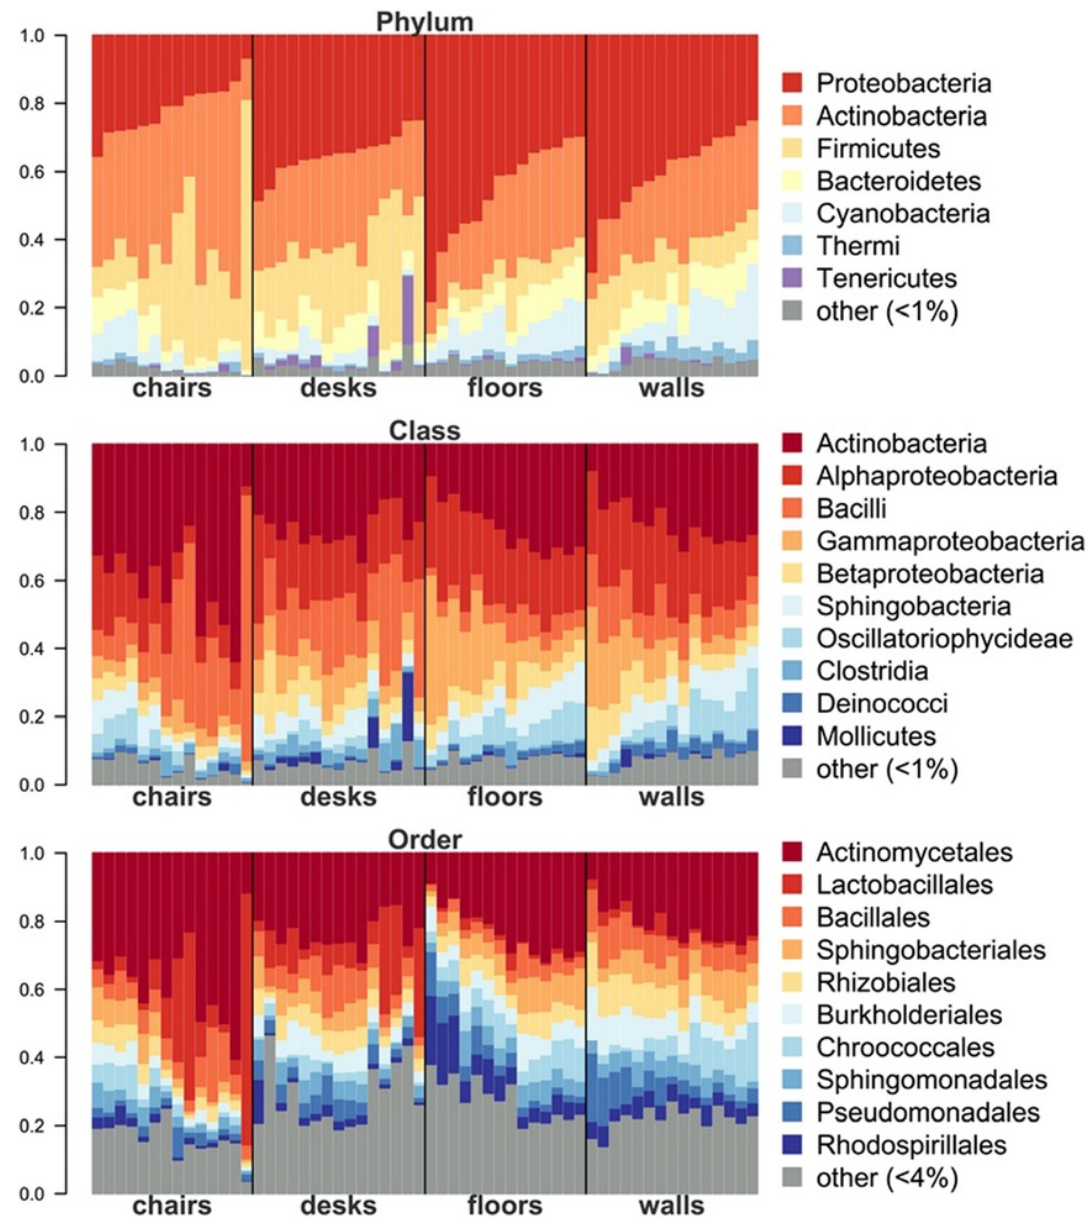 Phylum
1.0
0.8
0.6
0.4
0.2
0.0
chairs desks floors walls
Proteobacteria
Actinobacteria
Firmicutes
Bacteroidetes
Cyanobacteria
Thermi
Tenericutes
other (<1%)
Class
1.0
0.8
0.6
0.4
0.2
0.0
chairs desks floors walls
Actinobacteria
Alphaproteobacteria
Bacilli
Gammaproteobacteria
Betaproteobacteria
Sphingobacteria
Oscillatoriophycideae
Clostridia
Deinococci
Mollicutes
other (<1%)
Order
1.0
0.8
0.6
0.4
0.2
0.0
chairs desks floors walls
Actinomycetales
Lactobacillales
Bacillales
Sphingobacteriales
Rhizobiales
Burkholderiales
Chroococcales
Sphingomonadales
Pseudomonadales
Rhodospirillales
other (<4%)